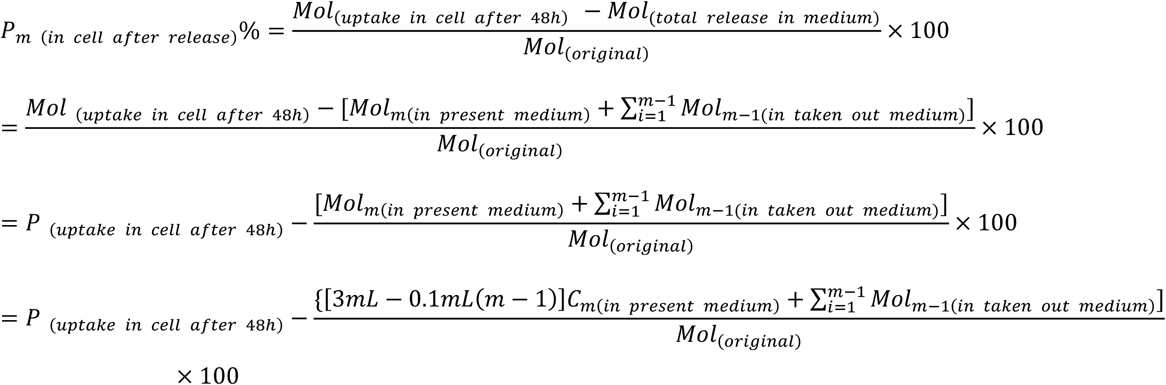 P_{m (in cell after release)}% = \frac{Mol_{(uptake in cell after 48h)} − Mol_{(total release in medium)}}{Mol_{(original)}} × 100
= \frac{Mol_{(uptake in cell after 48h)} − [Mol_{m(in present medium)} + \sum_{i=1}^{m−1} Mol_{m−1(in taken out medium)}]}{Mol_{(original)}} × 100
= P_{(uptake in cell after 48h)} − \frac{[Mol_{m(in present medium)} + \sum_{i=1}^{m−1} Mol_{m−1(in taken out medium)}]}{Mol_{(original)}} × 100
= P_{(uptake in cell after 48h)} − \frac{{[3mL − 0.1mL(m − 1)]C_{m(in present medium)} + \sum_{i=1}^{m−1} Mol_{m−1(in taken out medium)}]}{Mol_{(original)}}
× 100